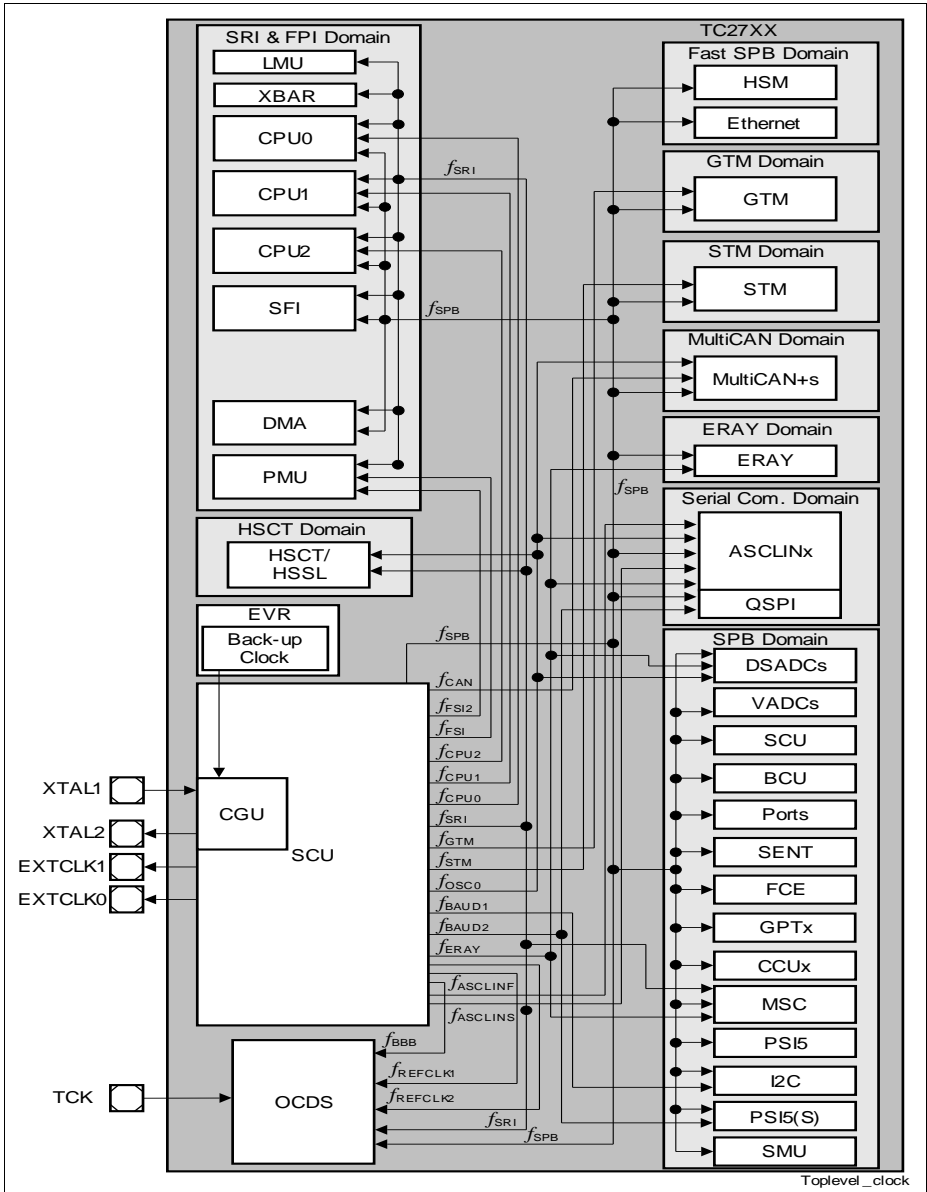 TC27XX
SRI & FPI Domain
LMU
XBAR
CPU0
CPU1
CPU2
SFI
DMA
PMU
fSRI
fSPB
HSCT Domain
HSCT/
HSSL
EVR
Back-up
Clock
Fast SPB Domain
HSM
Ethernet
GTM Domain
GTM
STM Domain
STM
MultiCAN Domain
MultiCAN+s
ERAY Domain
ERAY
fSPB
Serial Com. Domain
ASCLINx
QSPI
SPB Domain
DSADCs
VADCs
SCU
BCU
Ports
SENT
FCE
GPTx
CCUx
MSC
PSI5
I2C
PSI5(S)
SMU
XTAL1
XTAL2
EXTCLK1
EXTCLK0
CGU
SCU
fSPB
fCAN
fFSI2
fFSI
fCPU2
fCPU1
fCPU0
fSRI
fGTM
fSTM
fOSC0
fBAUD1
fBAUD2
fERAY
fASCLINF
fASCLINS
fBBB
fREFCLK1
fREFCLK2
fSRI
fSPB
TCK
OCDS
Toplevel_clock